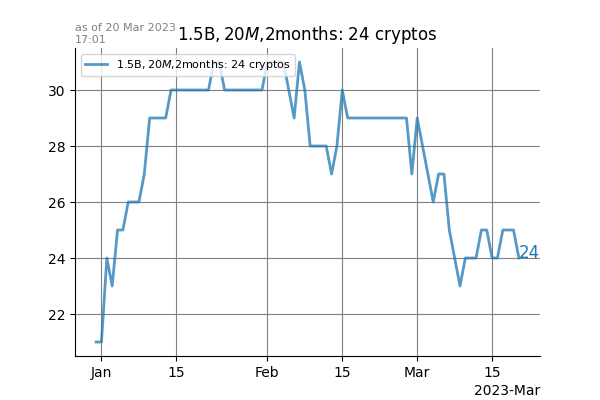 as of 20 Mar 2023
17:01
1.5B, 20M,2months: 24 cryptos
1.5B, 20M,2months: 24 cryptos
30
28
26
24
22
24
Jan
15
Feb
15
Mar
15
2023-Mar